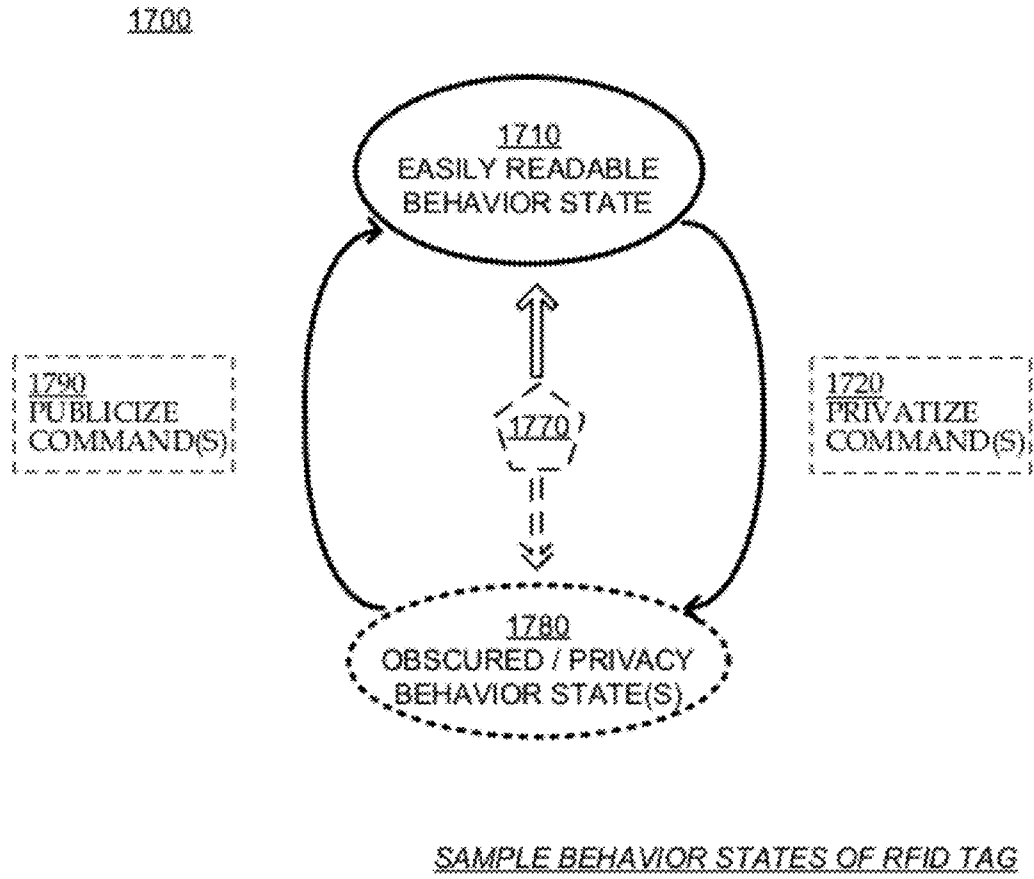 1700
1710
EASILY READABLE
BEHAVIOR STATE
1790
PUBLICIZE
COMMAND(S)
1770
1720
PRIVATIZE
COMMAND(S)
1780
OBSCURED / PRIVACY
BEHAVIOR STATE(S)
SAMPLE BEHAVIOR STATES OF RFID TAG